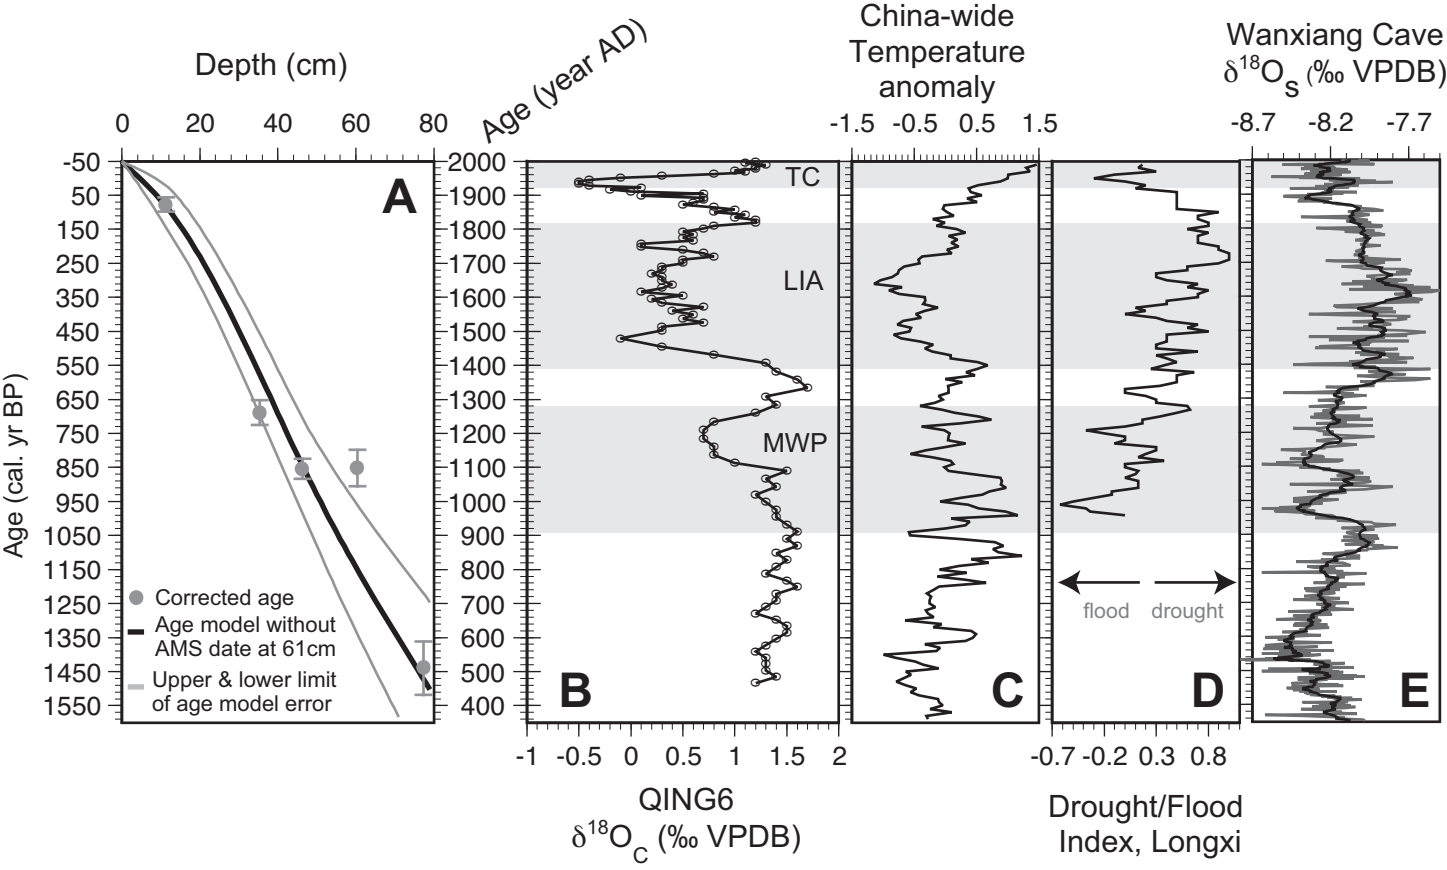 China-wide
Temperature
anomaly
Wanxiang Cave
δ18OS (‰ VPDB)
Depth (cm)
Age (year AD)
0 20 40 60 80
-1.5 -0.5 0.5 1.5
-8.7 -8.2 -7.7
Age (cal. yr BP)
-50
50
150
250
350
450
550
650
750
850
950
1050
1150
1250
1350
1450
1550
A
Corrected age
Age model without
AMS date at 61cm
Upper & lower limit
of age model error
2000
1900
1800
1700
1600
1500
1400
1300
1200
1100
1000
900
800
700
600
500
400
TC
LIA
MWP
B
C
flood drought
D
E
-1 -0.5 0 0.5 1 1.5 2
-0.7 -0.2 0.3 0.8
QING6
δ18OC (‰ VPDB)
Drought/Flood
Index, Longxi